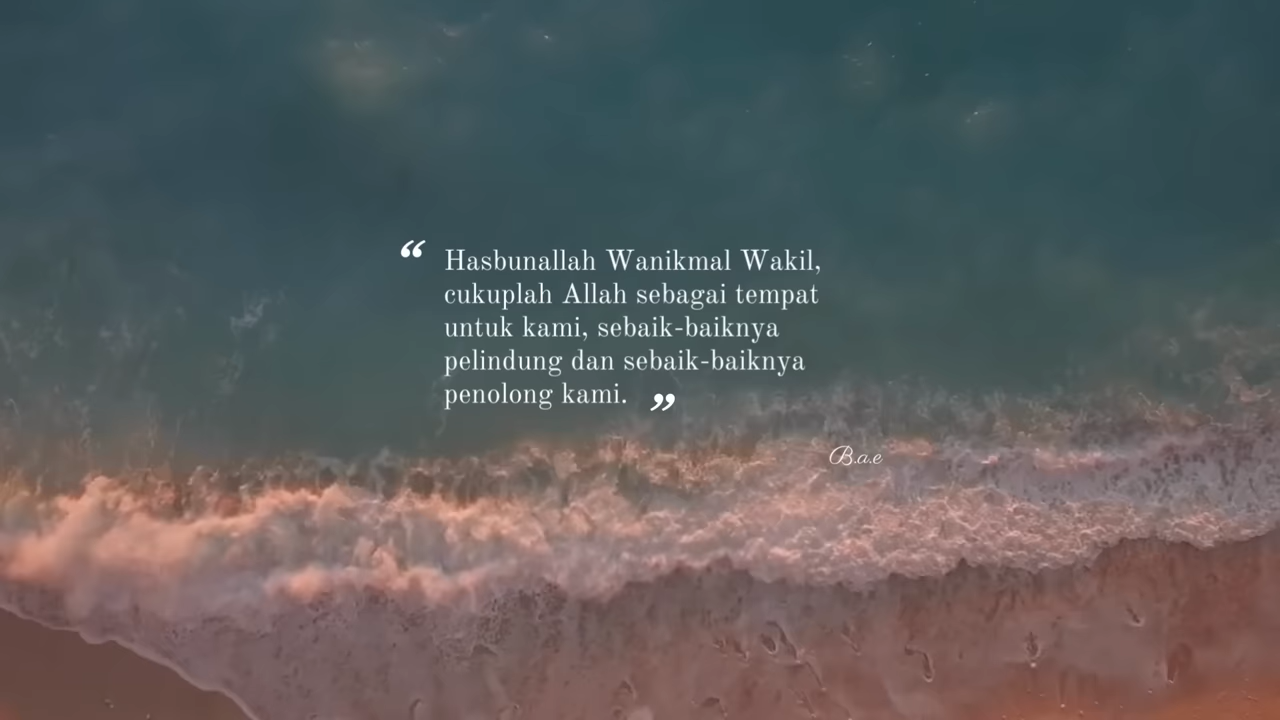 “ Hasbunallah Wanikmal Wakil,
cukuplah Allah sebagai tempat
untuk kami, sebaik-baiknya
pelindung dan sebaik-baiknya
penolong kami. ”
B.a.e